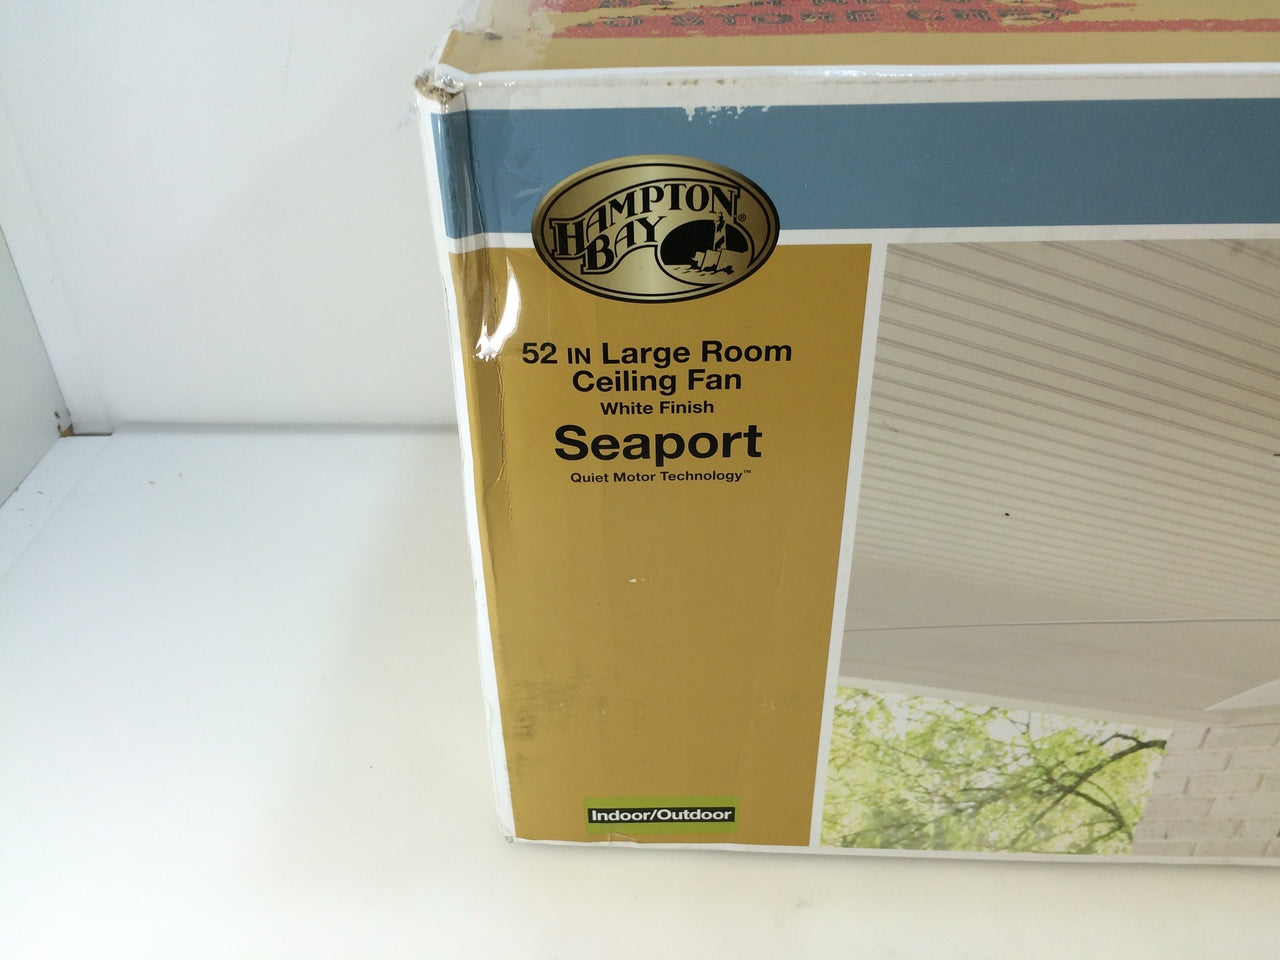 HAMPTON®
BAY
52 IN Large Room
Ceiling Fan
White Finish
Seaport
Quiet Motor Technology™
Indoor/Outdoor